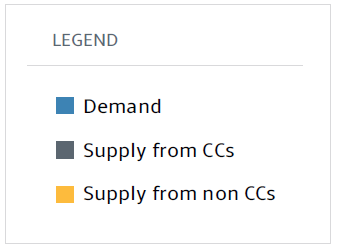 LEGEND
Demand
Supply from CCs
Supply from non CCs